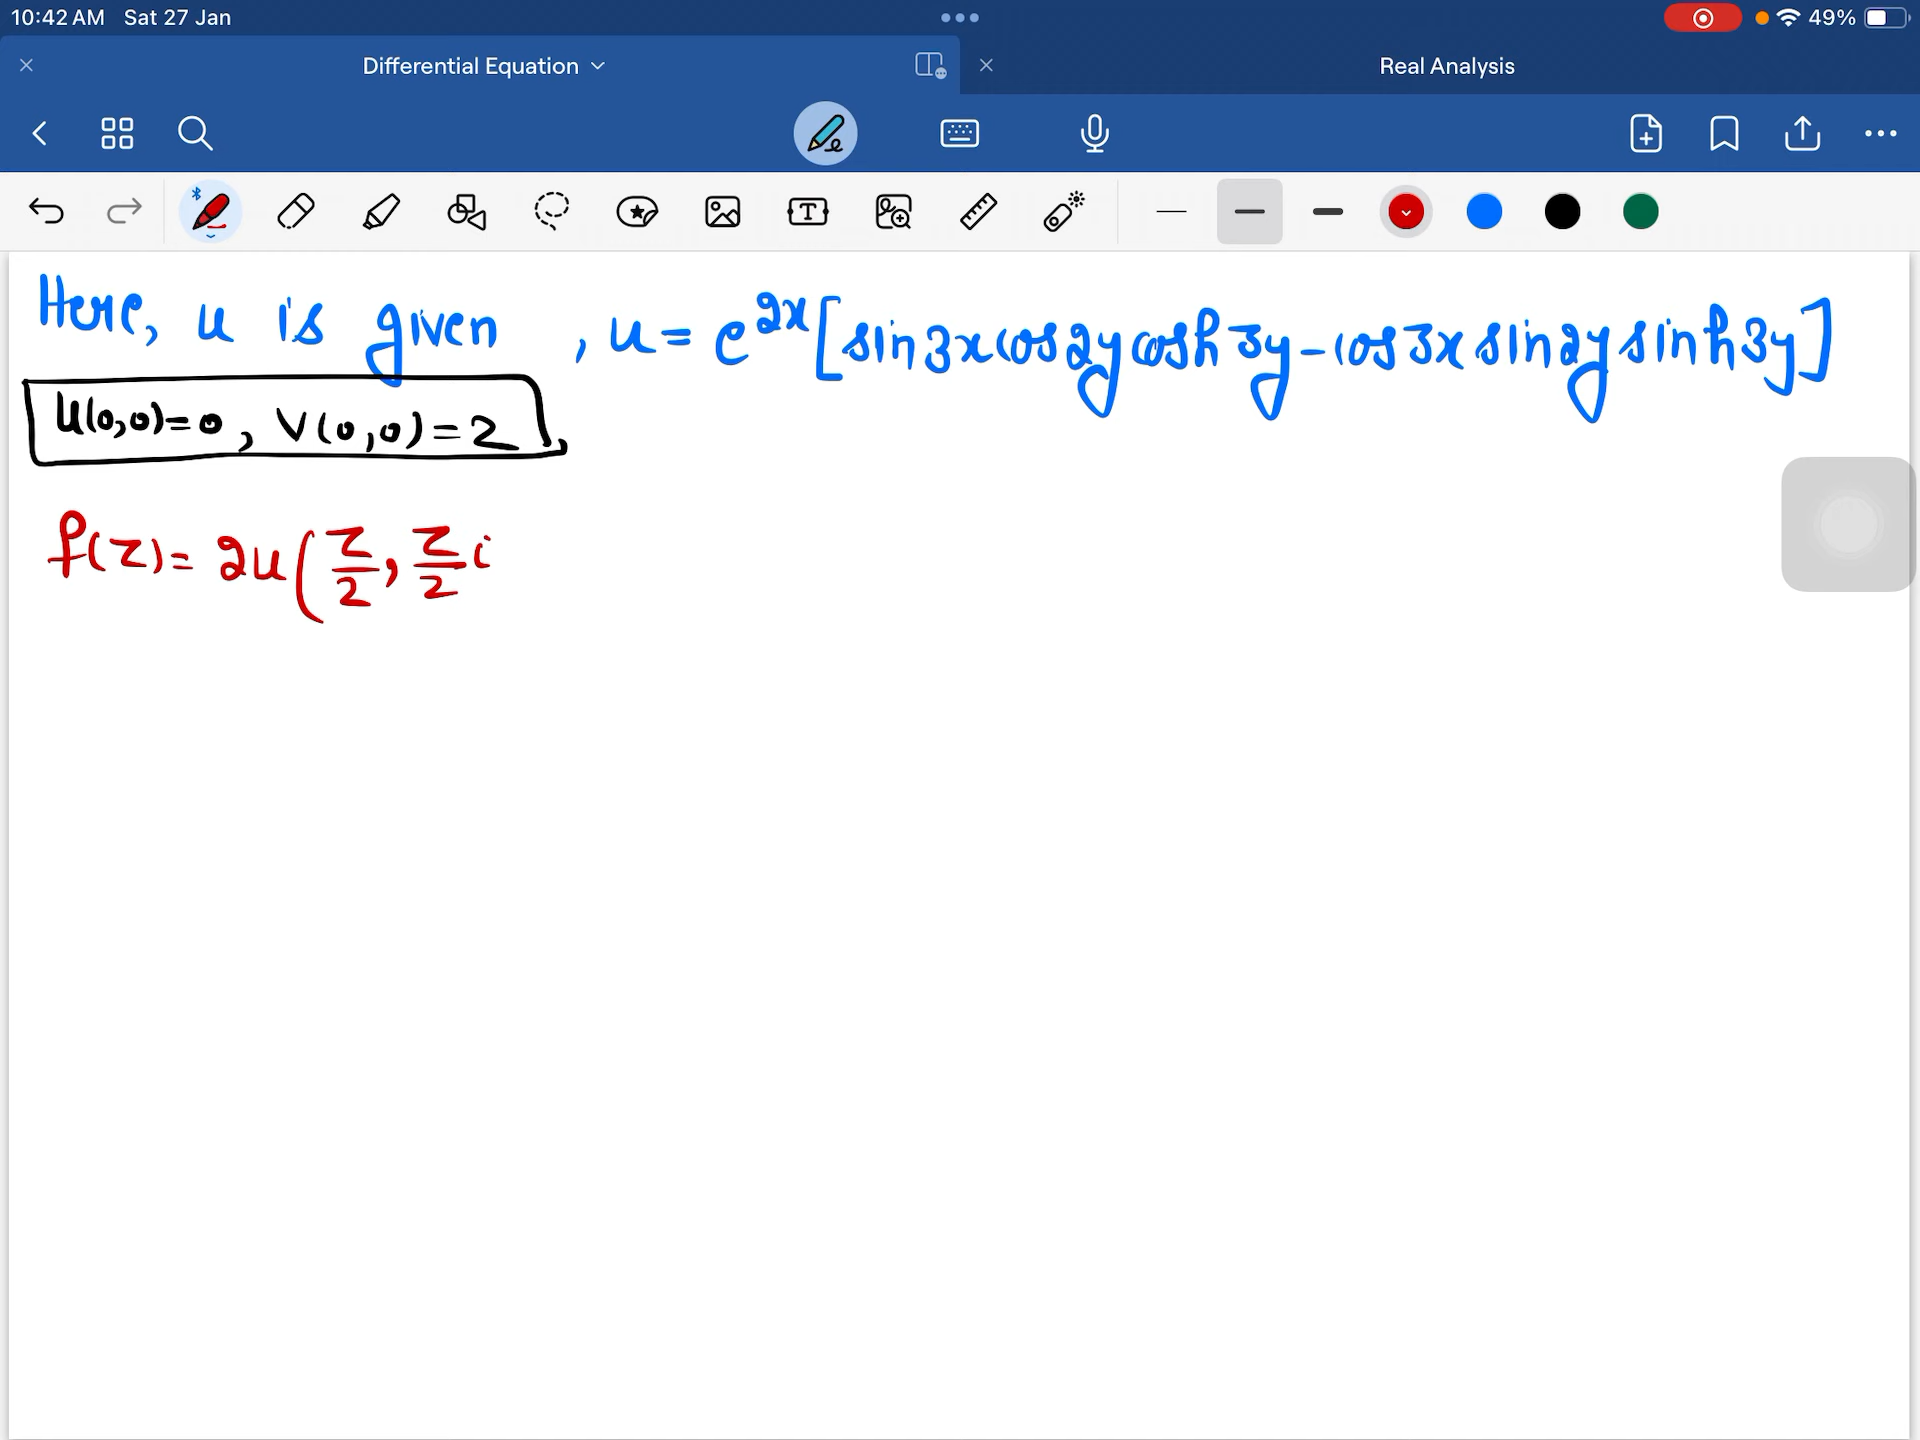 10:42 AM Sat 27 Jan 49%
Differential Equation Real Analysis
Here, u is given , u = e^{2x}[sin3x cos2y cosh3y - cos3x sin2y sinh3y]
u(0,0)=0, V(0,0)=2,
f(z)= 2u(z/2, z/2i